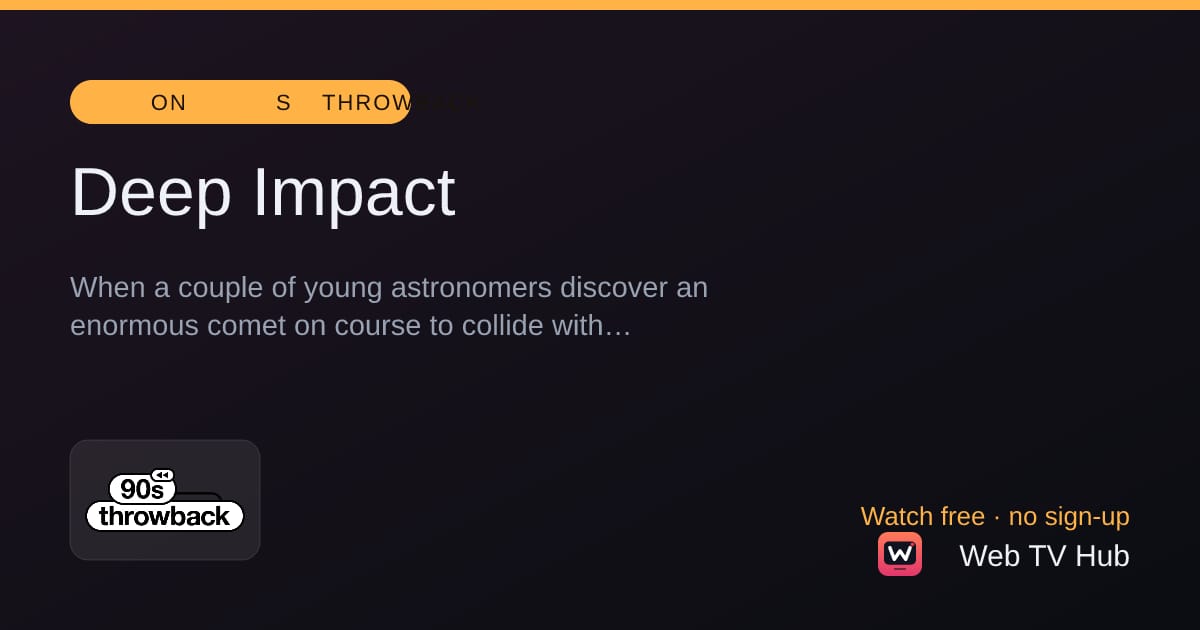 ON S THROWBACK
Deep Impact
When a couple of young astronomers discover an
enormous comet on course to collide with…
90s
throwback
Watch free · no sign-up
W
Web TV Hub